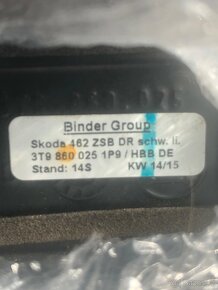 Binder Group
Skoda 462 ZSB DR schw. li.
3T9 860 025 1P9 / HBB DE
Stand: 14S KW 14/15